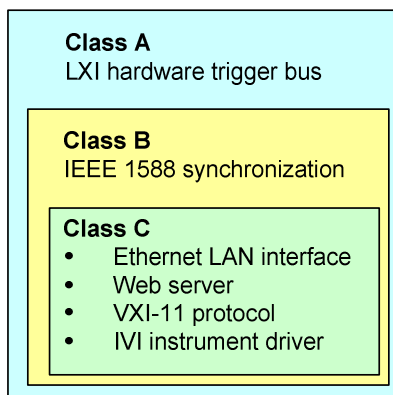 Class A
LXI hardware trigger bus
Class B
IEEE 1588 synchronization
Class C
• Ethernet LAN interface
• Web server
• VXI-11 protocol
• IVI instrument driver